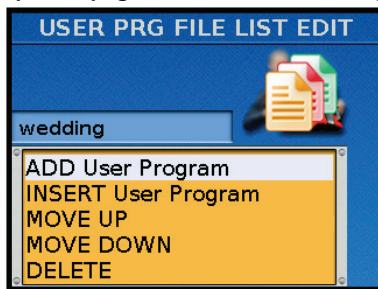 USER PRG FILE LIST EDIT
wedding
ADD User Program
INSERT User Program
MOVE UP
MOVE DOWN
DELETE